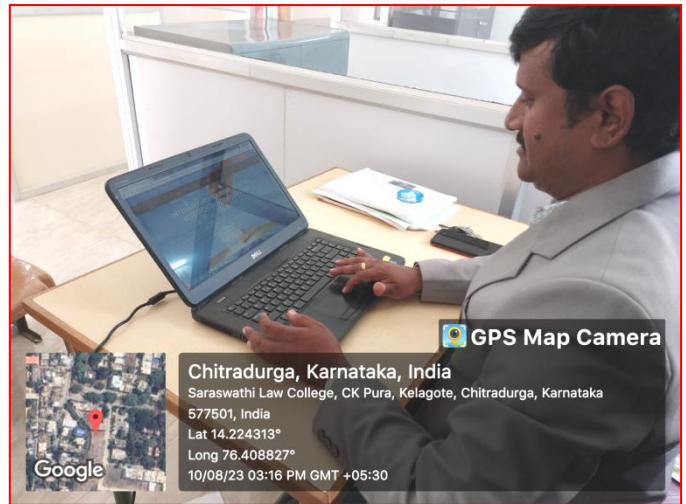 DELL
GPS Map Camera
Chitradurga, Karnataka, India
Saraswathi Law College, CK Pura, Kelagote, Chitradurga, Karnataka
577501, India
Lat 14.224313°
Long 76.408827°
10/08/23 03:16 PM GMT +05:30
Google